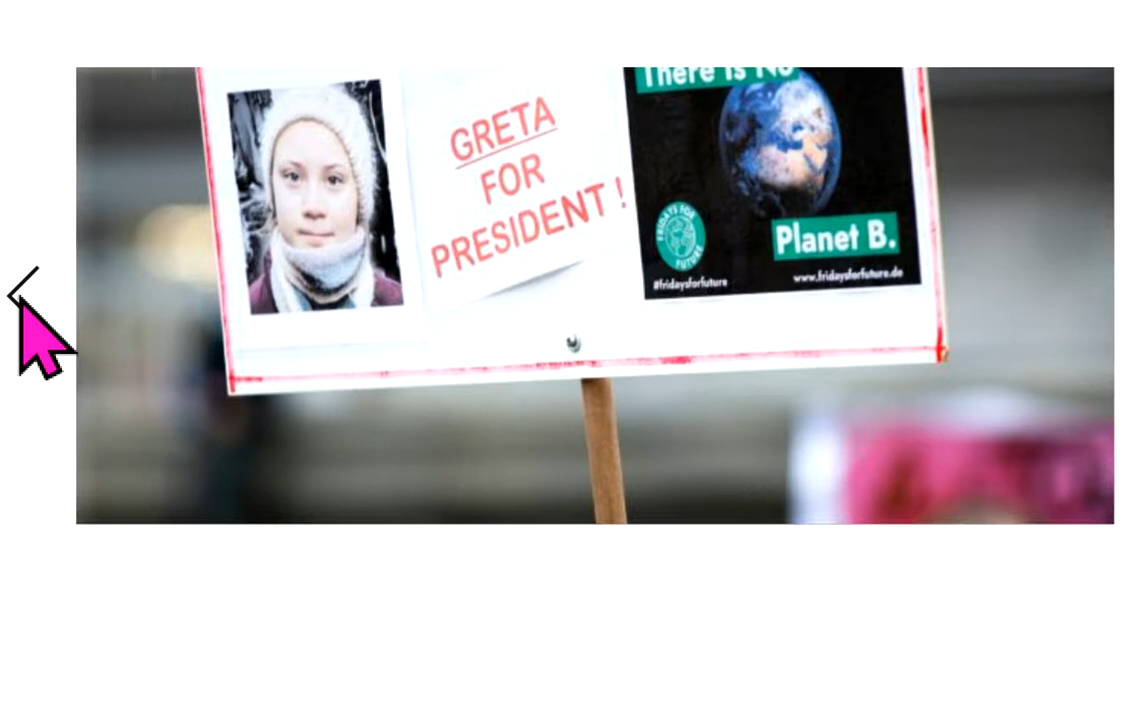 GRETA
FOR
PRESIDENT !
There is No
Planet B.
FRIDAYS FOR
FUTURE
#fridaysforfuture
www.fridaysforfuture.de